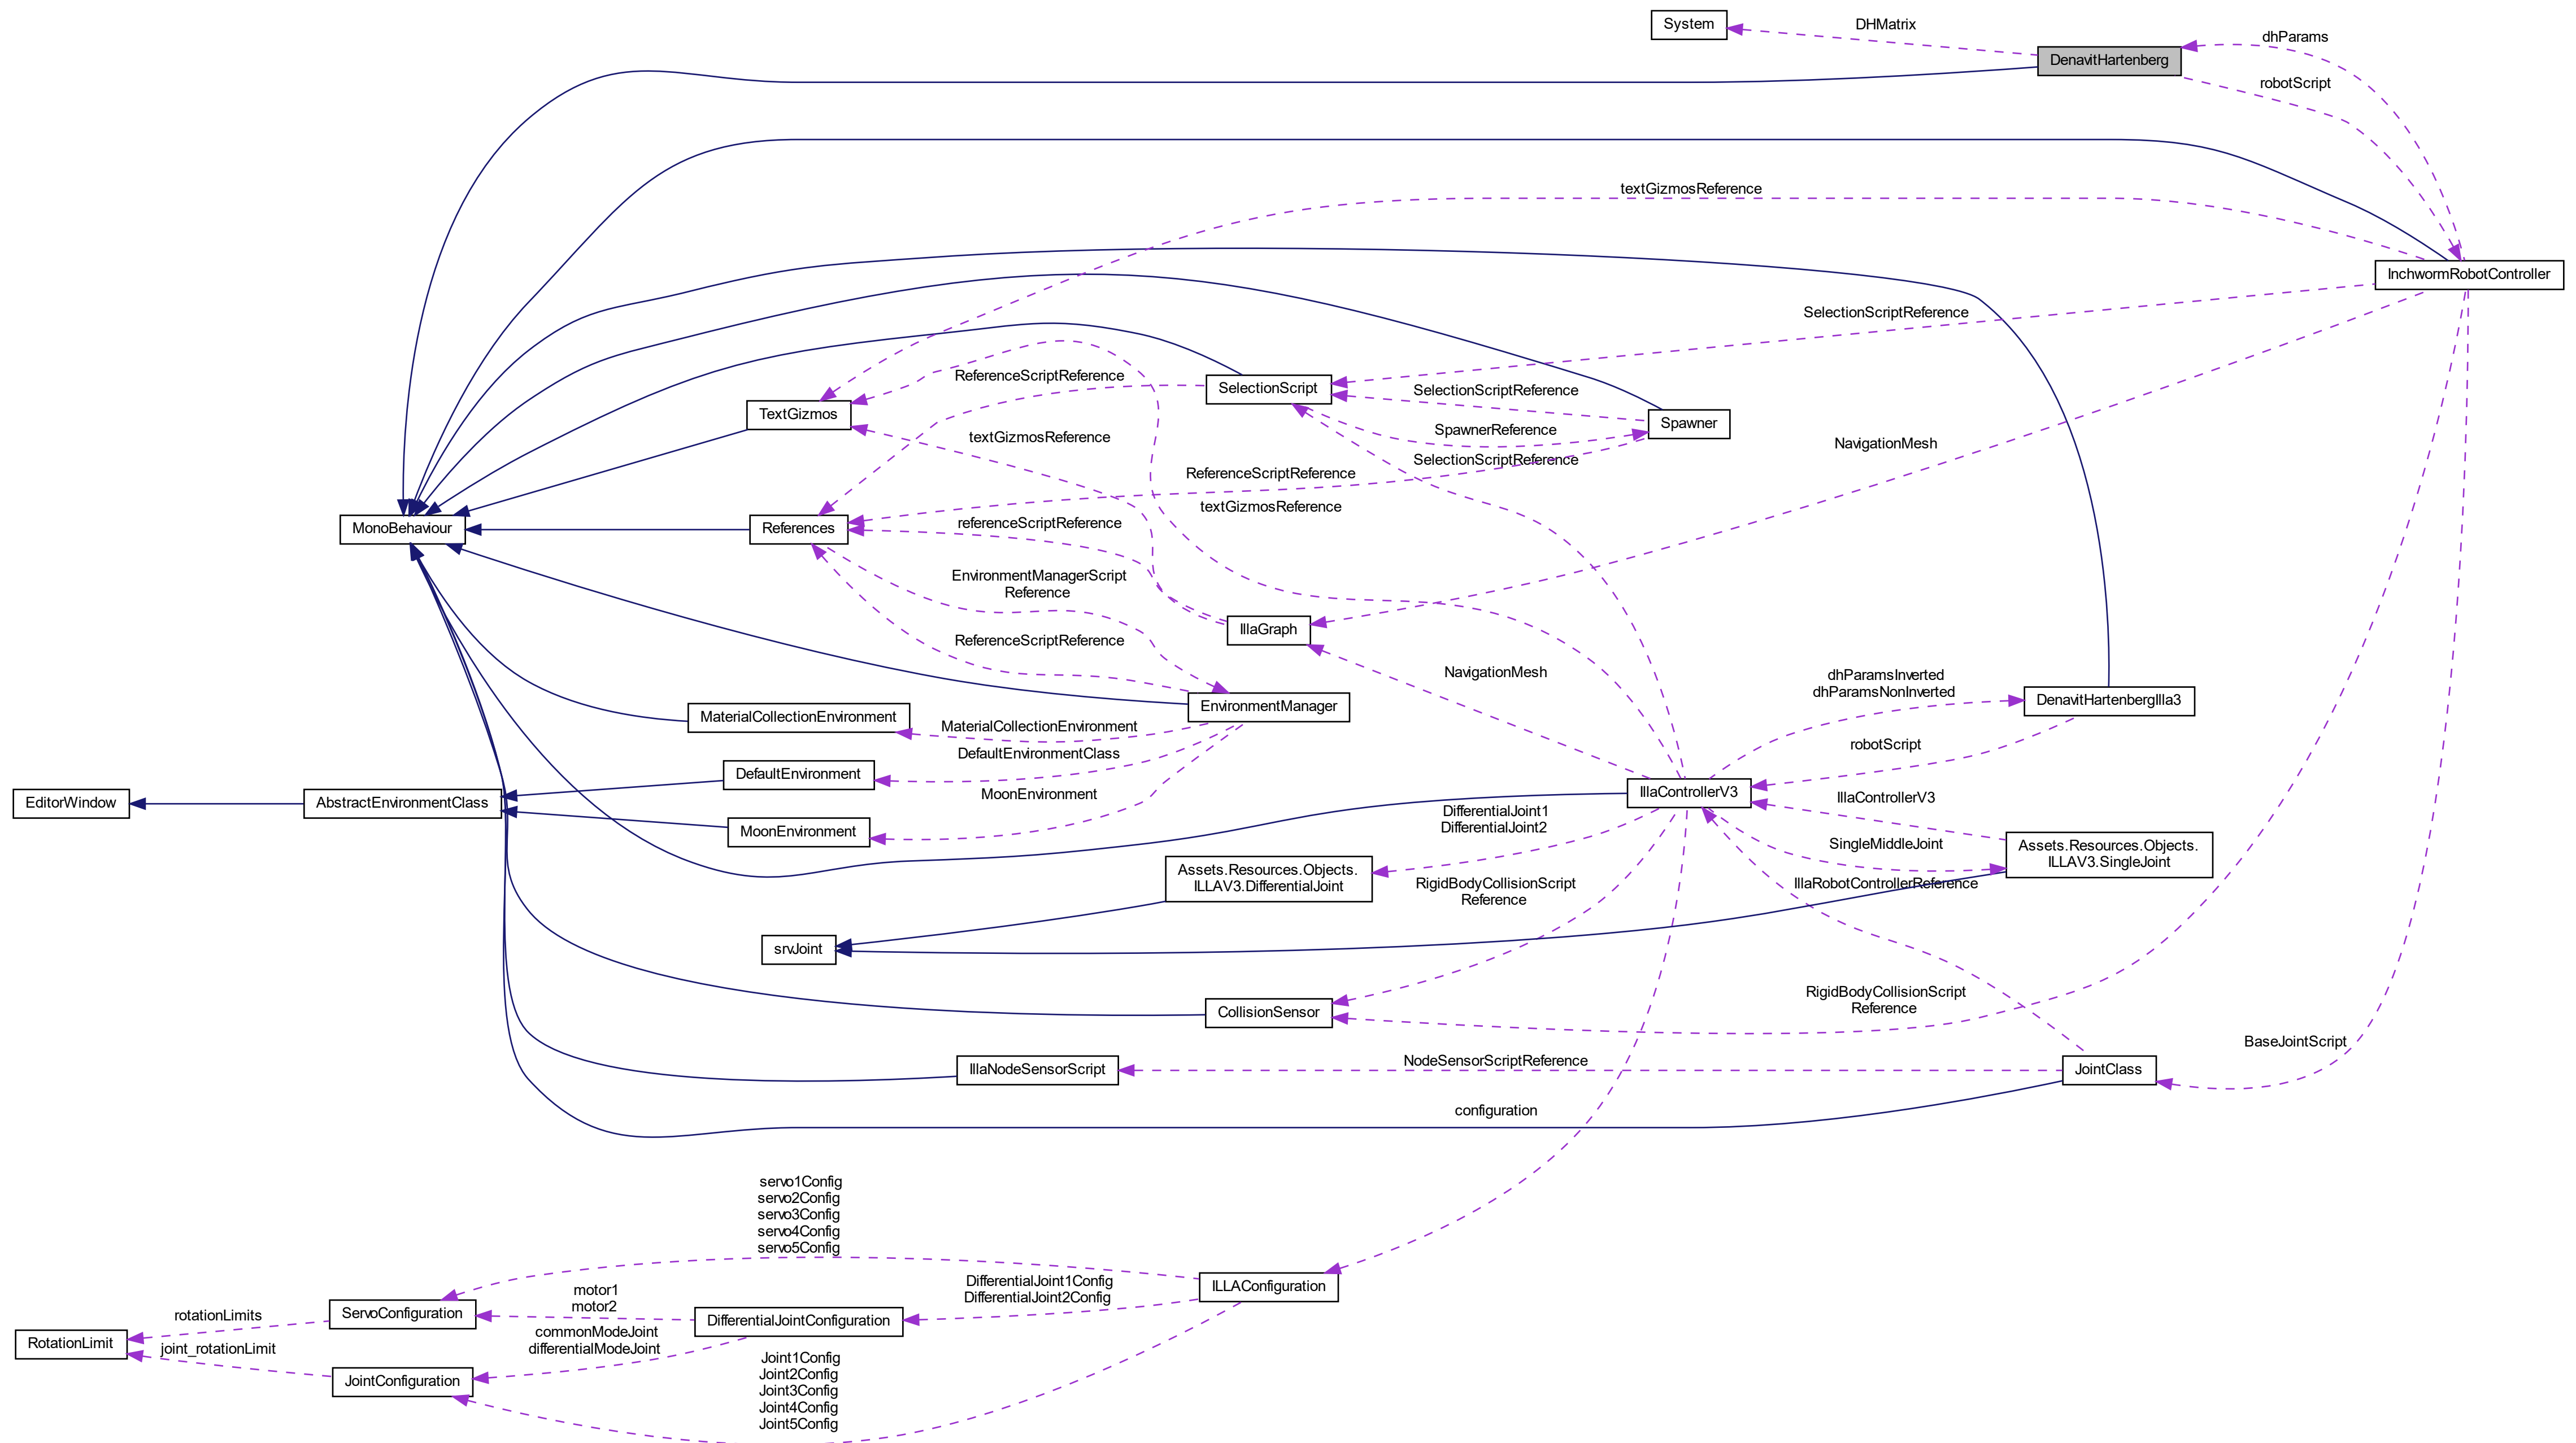 System
DHMatrix
dhParams
DenavitHartenberg
robotScript
textGizmosReference
InchwormRobotController
SelectionScriptReference
ReferenceScriptReference
SelectionScript
SelectionScriptReference
TextGizmos
Spawner
SpawnerReference
textGizmosReference
NavigationMesh
SelectionScriptReference
ReferenceScriptReference
textGizmosReference
MonoBehaviour
References
referenceScriptReference
EnvironmentManagerScript
Reference
IllaGraph
ReferenceScriptReference
NavigationMesh
dhParamsInverted
dhParamsNonInverted
DenavitHartenbergIlla3
EnvironmentManager
MaterialCollectionEnvironment
MaterialCollectionEnvironment
robotScript
DefaultEnvironmentClass
DefaultEnvironment
MoonEnvironment
IllaControllerV3
IllaControllerV3
EditorWindow
AbstractEnvironmentClass
DifferentialJoint1
DifferentialJoint2
MoonEnvironment
SingleMiddleJoint
Assets.Resources.Objects.
ILLAV3.SingleJoint
Assets.Resources.Objects.
ILLAV3.DifferentialJoint
RigidBodyCollisionScript
Reference
IllaRobotControllerReference
srvJoint
RigidBodyCollisionScript
Reference
CollisionSensor
BaseJointScript
NodeSensorScriptReference
IllaNodeSensorScript
JointClass
configuration
servo1Config
servo2Config
servo3Config
servo4Config
servo5Config
ILLAConfiguration
DifferentialJoint1Config
DifferentialJoint2Config
motor1
motor2
ServoConfiguration
rotationLimits
DifferentialJointConfiguration
RotationLimit
commonModeJoint
differentialModeJoint
joint_rotationLimit
JointConfiguration
Joint1Config
Joint2Config
Joint3Config
Joint4Config
Joint5Config